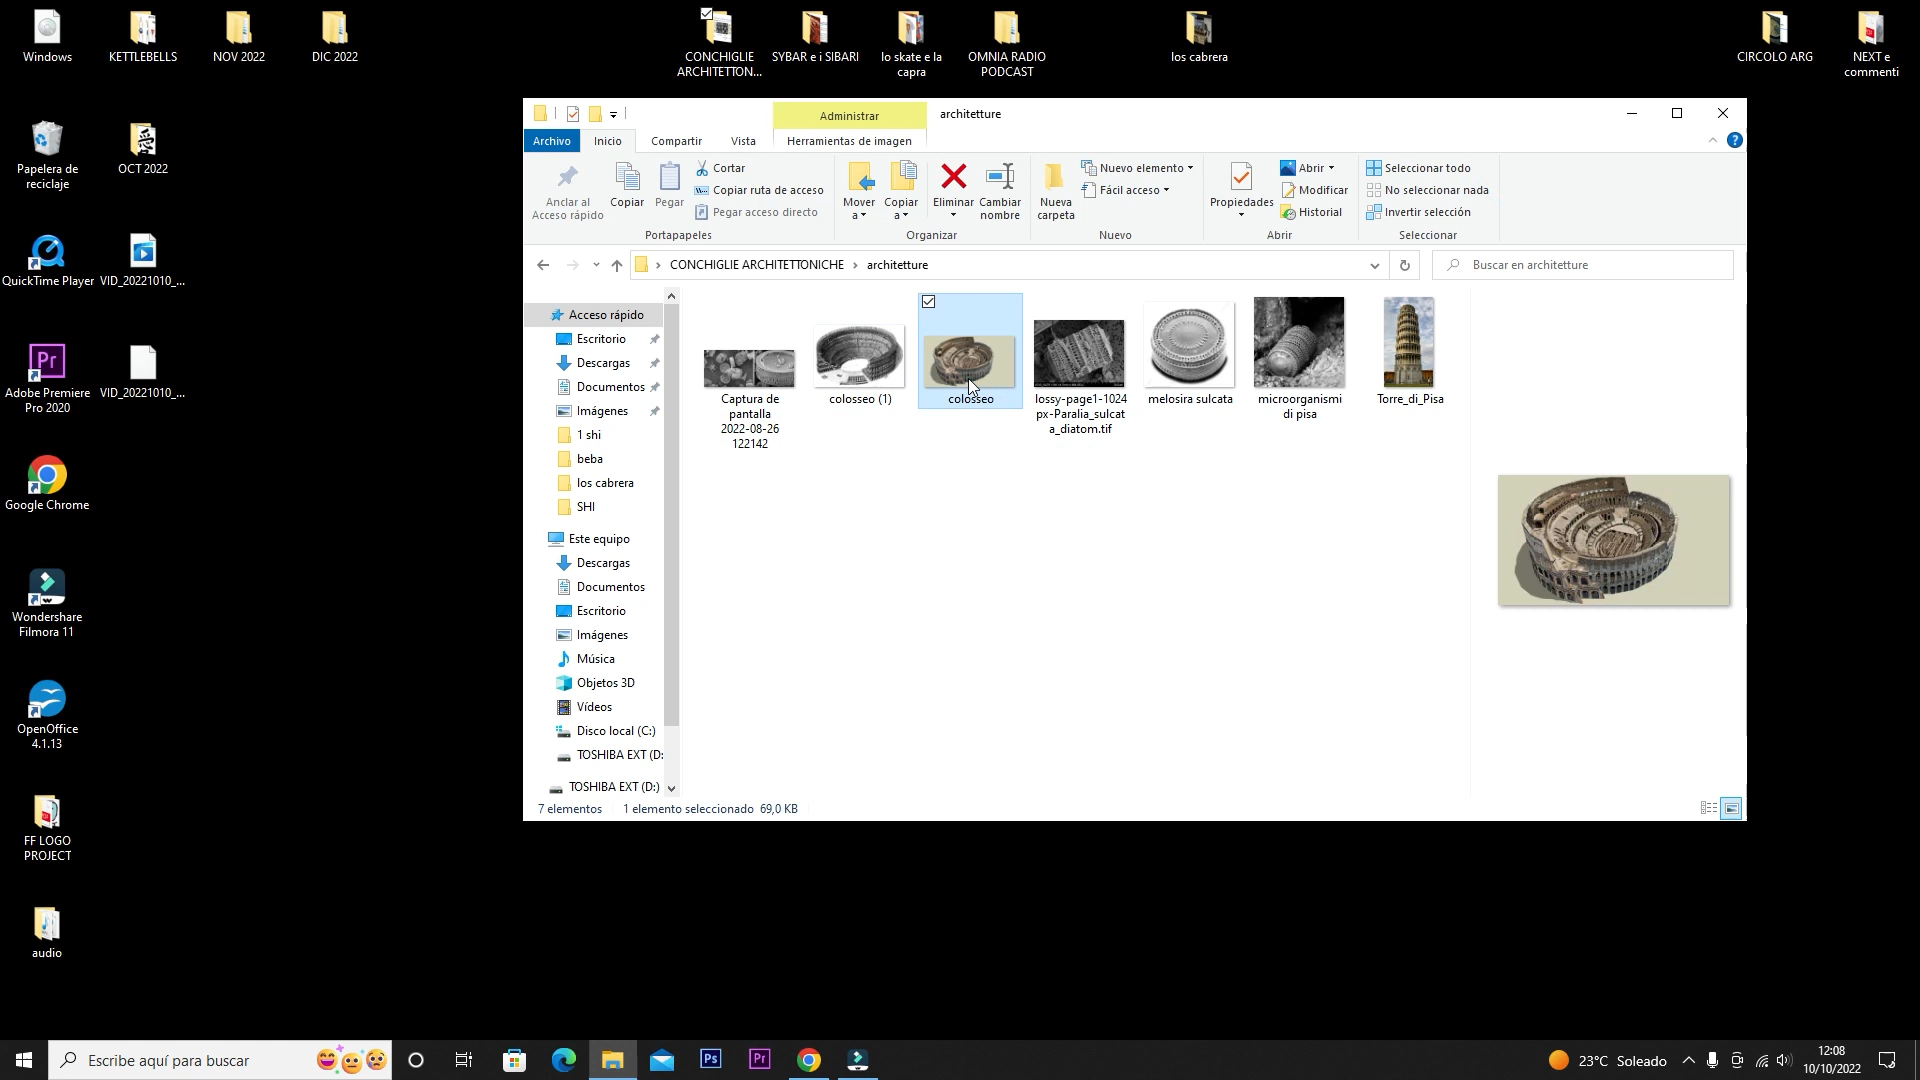 Windows
KETTLEBELLS
NOV 2022
DIC 2022
CONCHIGLIE
ARCHITETTON...
SYBAR e i SIBARI
lo skate e la
capra
OMNIA RADIO
PODCAST
los cabrera
CIRCOLO ARG
NEXT e
commenti
Papelera de
reciclaje
OCT 2022
QuickTime Player
VID_20221010_...
Adobe Premiere
Pro 2020
VID_20221010_...
Google Chrome
Wondershare
Filmora 11
OpenOffice
4.1.13
FF LOGO
PROJECT
audio
Administrar
architetture
Archivo
Inicio
Compartir
Vista
Herramientas de imagen
Anclar al
Acceso rápido
Copiar
Pegar
Cortar
Copiar ruta de acceso
Pegar acceso directo
Portapapeles
Mover
a
Copiar
a
Eliminar
Cambiar
nombre
Organizar
Nueva
carpeta
Nuevo elemento
Fácil acceso
Nuevo
Propiedades
Abrir
Modificar
Historial
Abrir
Seleccionar todo
No seleccionar nada
Invertir selección
Seleccionar
CONCHIGLIE ARCHITETTONICHE > architetture
Buscar en architetture
Acceso rápido
Escritorio
Descargas
Documentos
Imágenes
1 shi
beba
los cabrera
SHI
Este equipo
Descargas
Documentos
Escritorio
Imágenes
Música
Objetos 3D
Vídeos
Disco local (C:)
TOSHIBA EXT (D:
TOSHIBA EXT (D:)
Captura de
pantalla
2022-08-26
122142
colosseo (1)
colosseo
lossy-page1-1024
px-Paralia_sulcat
a_diatom.tif
melosira sulcata
microorganismi
di pisa
Torre_di_Pisa
7 elementos
1 elemento seleccionado 69,0 KB
Escribe aquí para buscar
Ps
Pr
23°C Soleado
12:08
10/10/2022